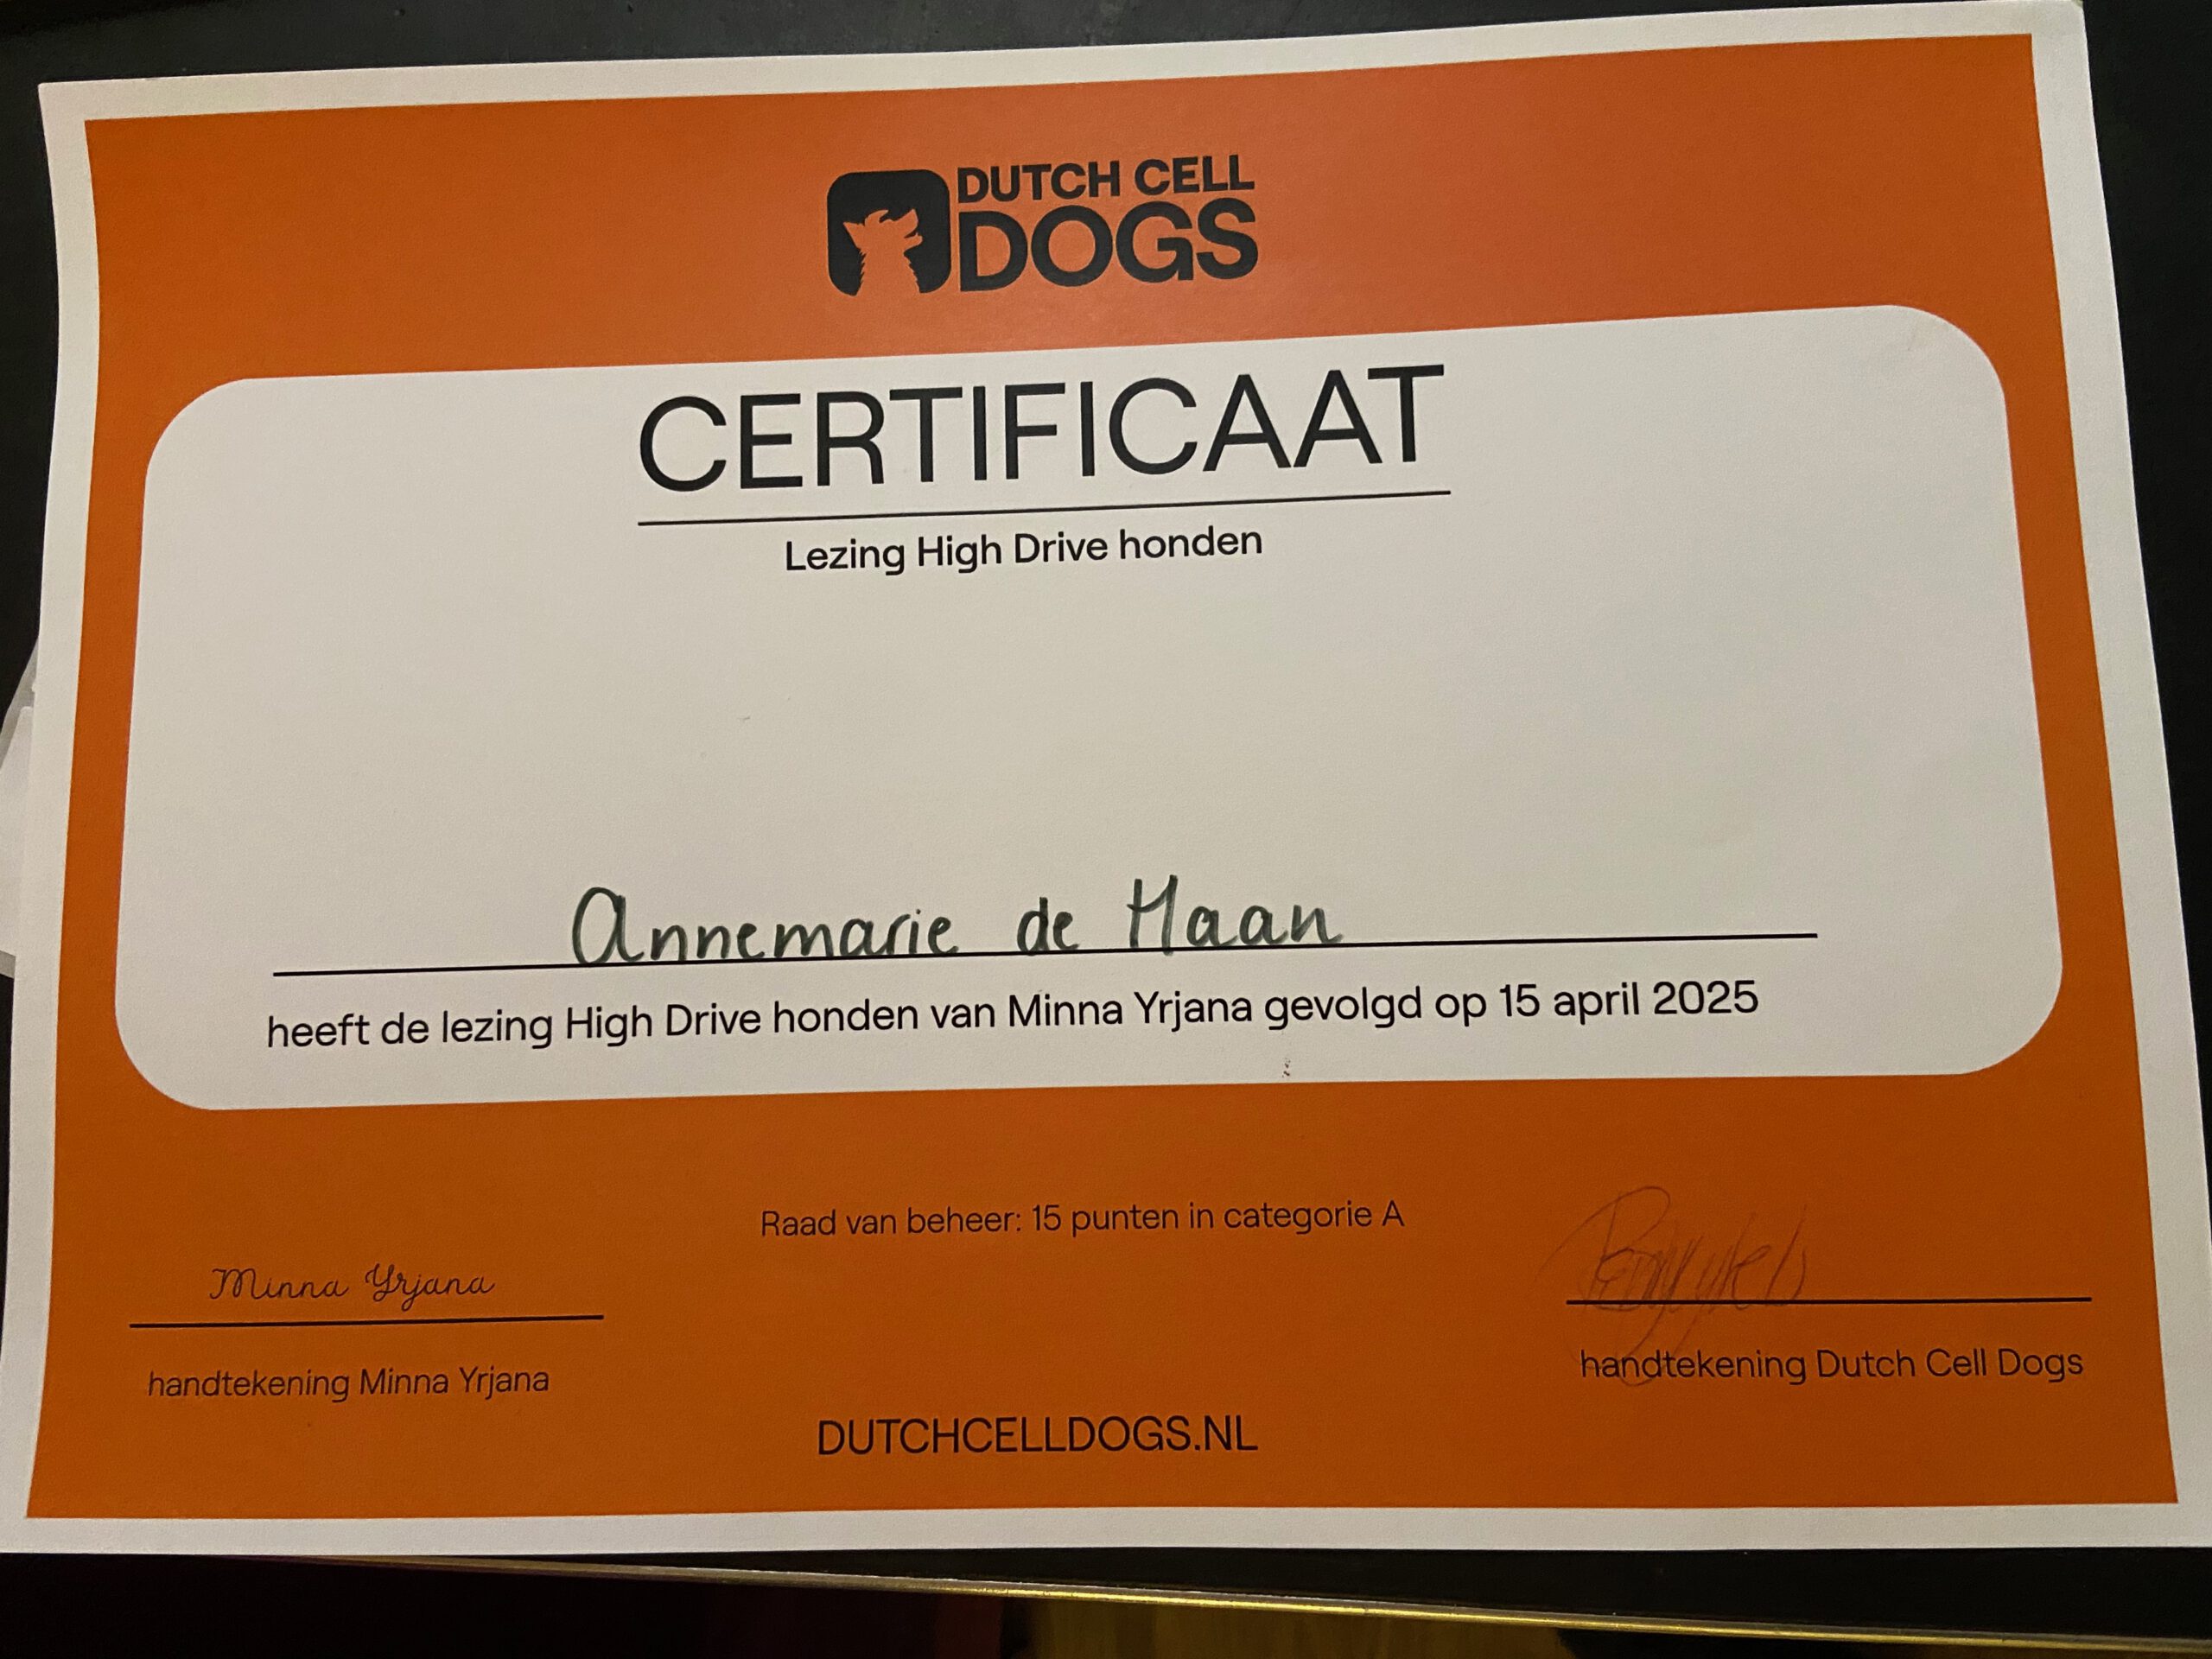 DUTCH CELL
DOGS
CERTIFICAAT
Lezing High Drive honden
Annemarie de Haan
heeft de lezing High Drive honden van Minna Yrjana gevolgd op 15 april 2025
Raad van beheer: 15 punten in categorie A
Minna Yrjana
handtekening Minna Yrjana
handtekening Dutch Cell Dogs
DUTCHCELLDOGS.NL